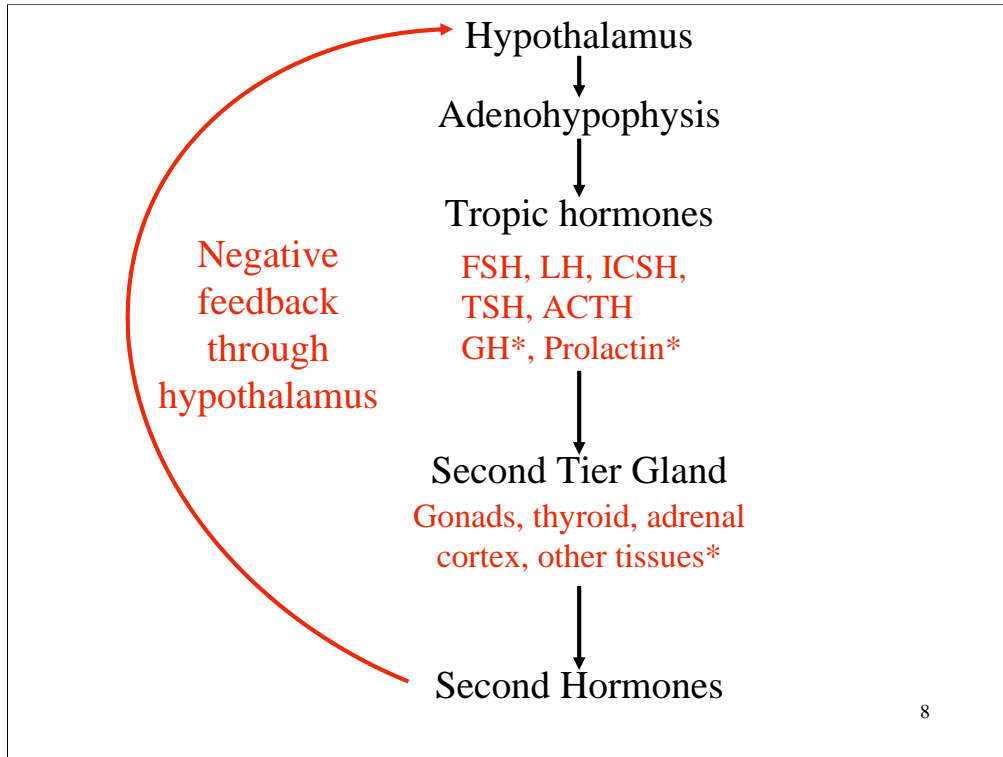 Hypothalamus
Adenohypophysis
Tropic hormones
Negative
feedback
through
hypothalamus
FSH, LH, ICSH,
TSH, ACTH
GH*, Prolactin*
Second Tier Gland
Gonads, thyroid, adrenal
cortex, other tissues*
Second Hormones
8